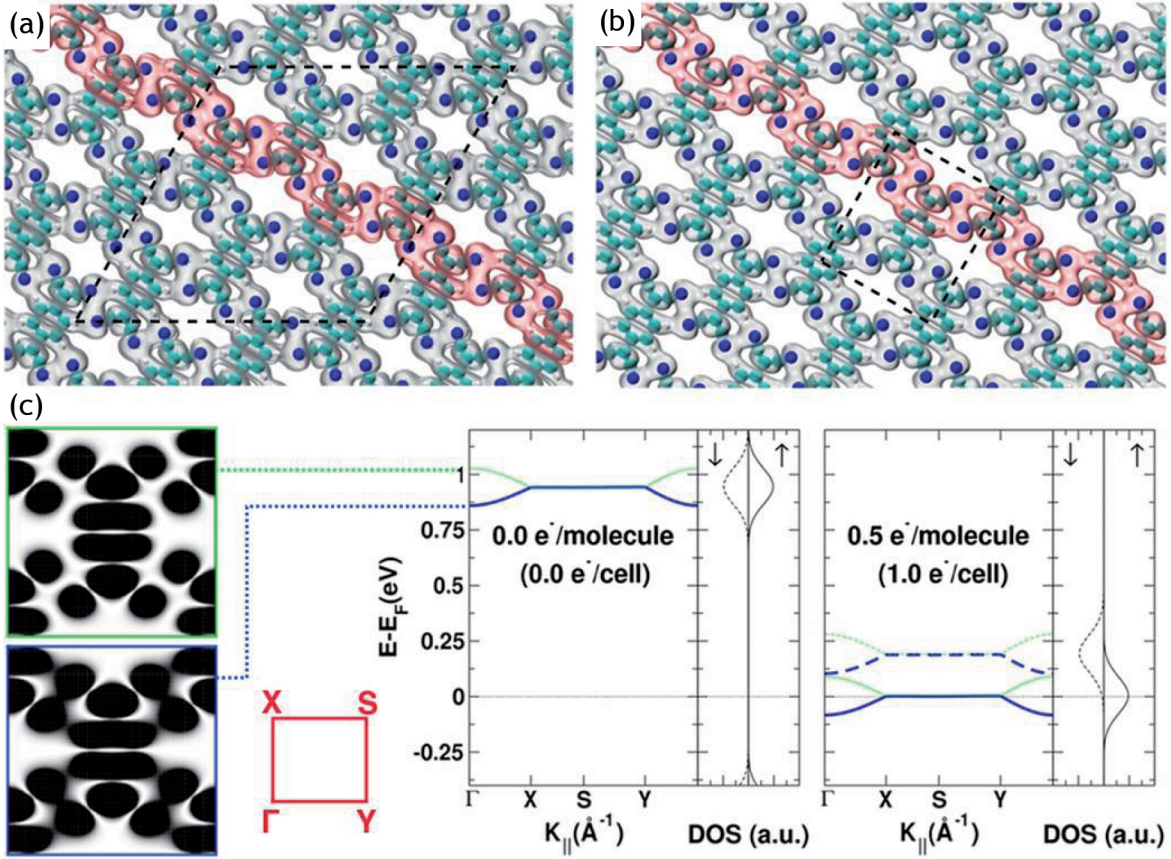 (a)
(b)
(c)
1
0.75
0.5
0.25
0
-0.25
E-E_F(eV)
0.0 e⁻/molecule
(0.0 e⁻/cell)
↓ ↑
0.5 e⁻/molecule
(1.0 e⁻/cell)
↓ ↑
X S
Γ Y
Γ X S Y
K_||(Å⁻¹)
DOS (a.u.)
Γ X S Y
K_||(Å⁻¹)
DOS (a.u.)